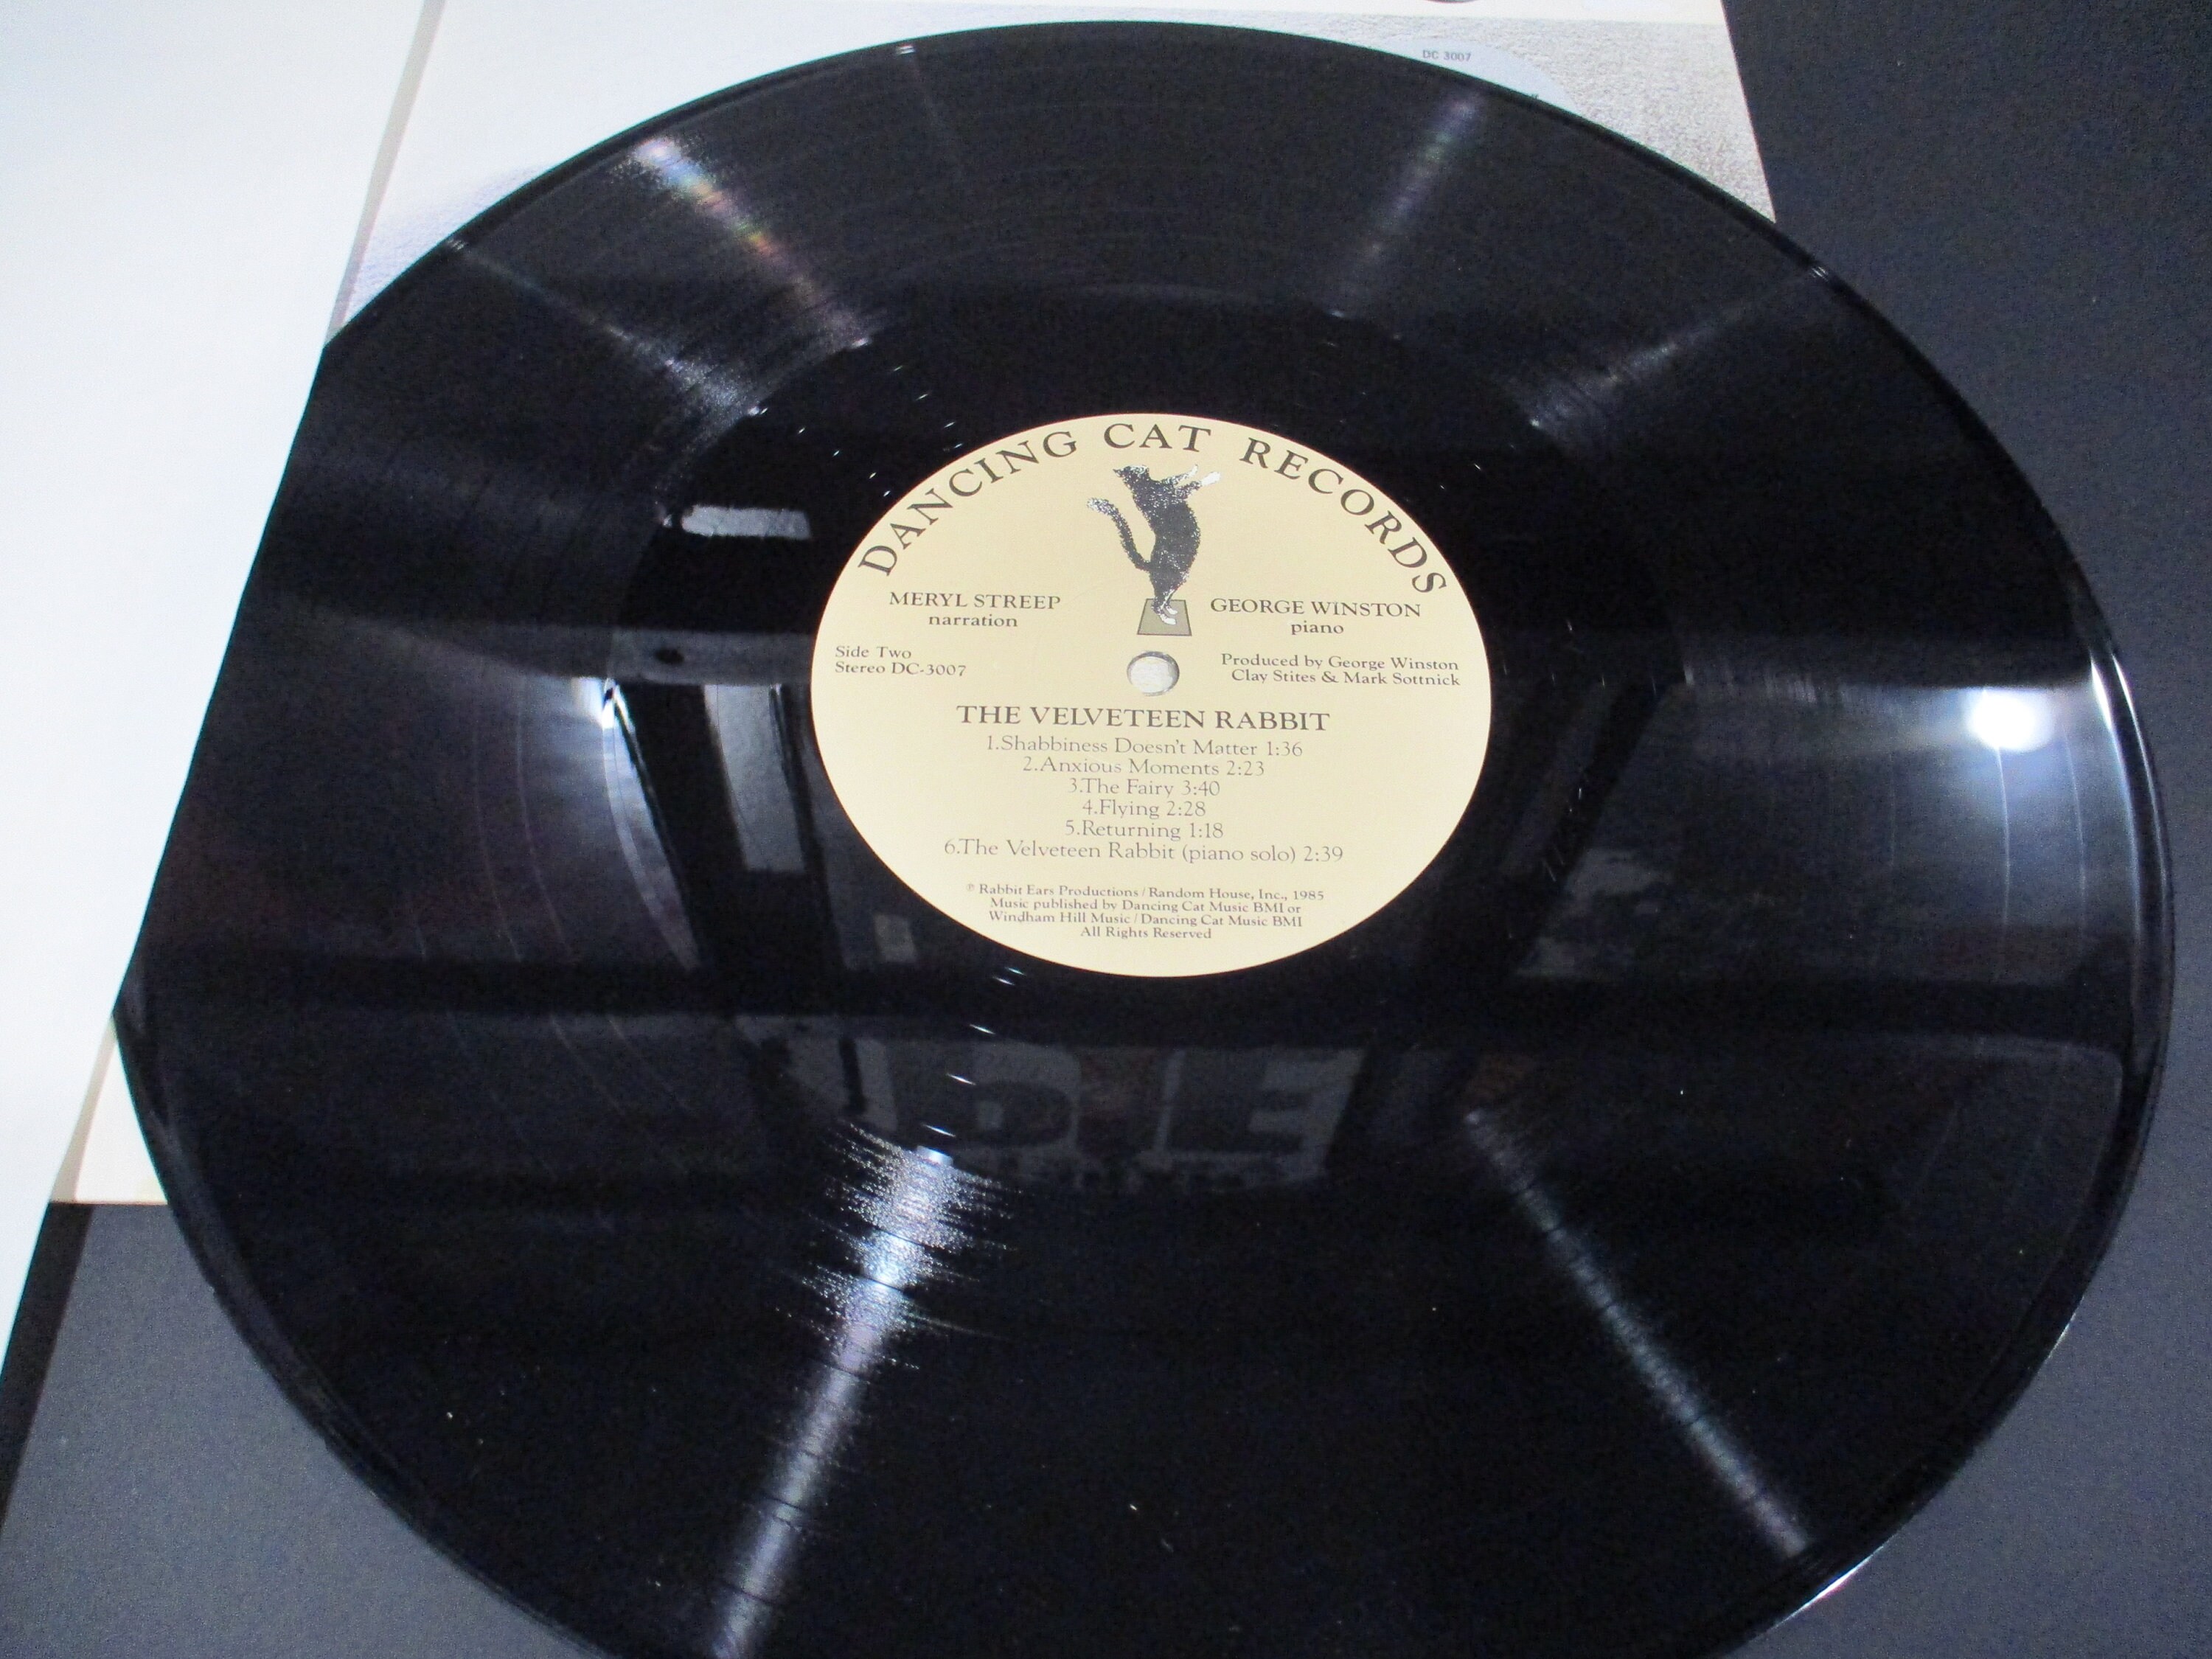 DC 3007
DANCING CAT RECORDS
MERYL STREEP
narration
GEORGE WINSTON
piano
Side Two
Stereo DC-3007
Produced by George Winston
Clay Stites & Mark Sottnick
THE VELVETEEN RABBIT
1.Shabbiness Doesn't Matter 1:36
2.Anxious Moments 2:23
3.The Fairy 3:40
4.Flying 2:28
5.Returning 1:18
6.The Velveteen Rabbit (piano solo) 2:39
℗ Rabbit Ears Productions / Random House, Inc., 1985
Music published by Dancing Cat Music BMI or
Windham Hill Music / Dancing Cat Music BMI
All Rights Reserved